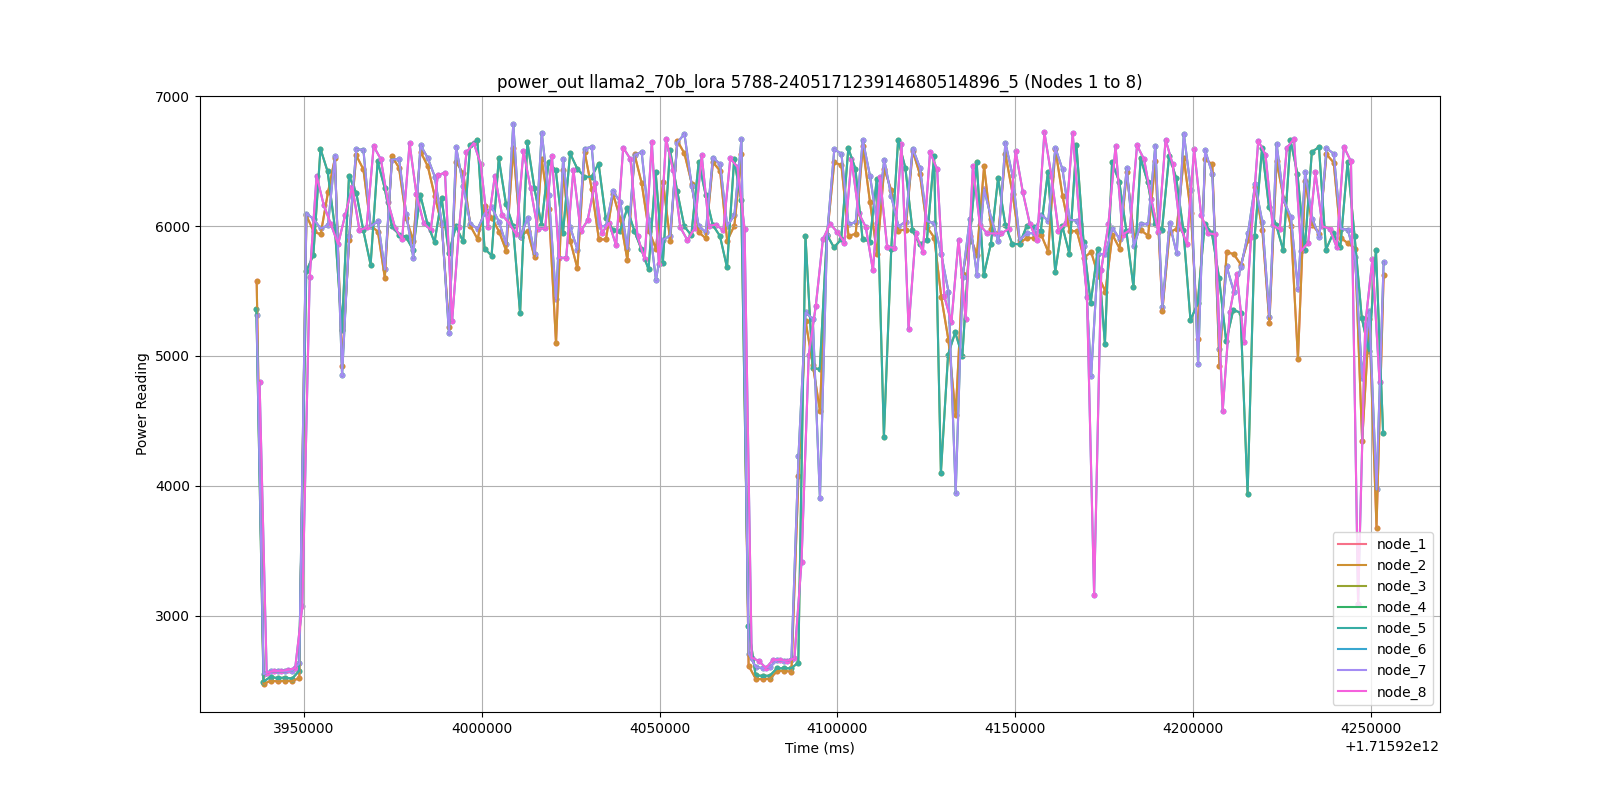 power_out llama2_70b_lora 5788-240517123914680514896_5 (Nodes 1 to 8)
7000
6000
5000
4000
3000
Power Reading
3950000 4000000 4050000 4100000 4150000 4200000 4250000
+1.71592e12
Time (ms)
node_1
node_2
node_3
node_4
node_5
node_6
node_7
node_8